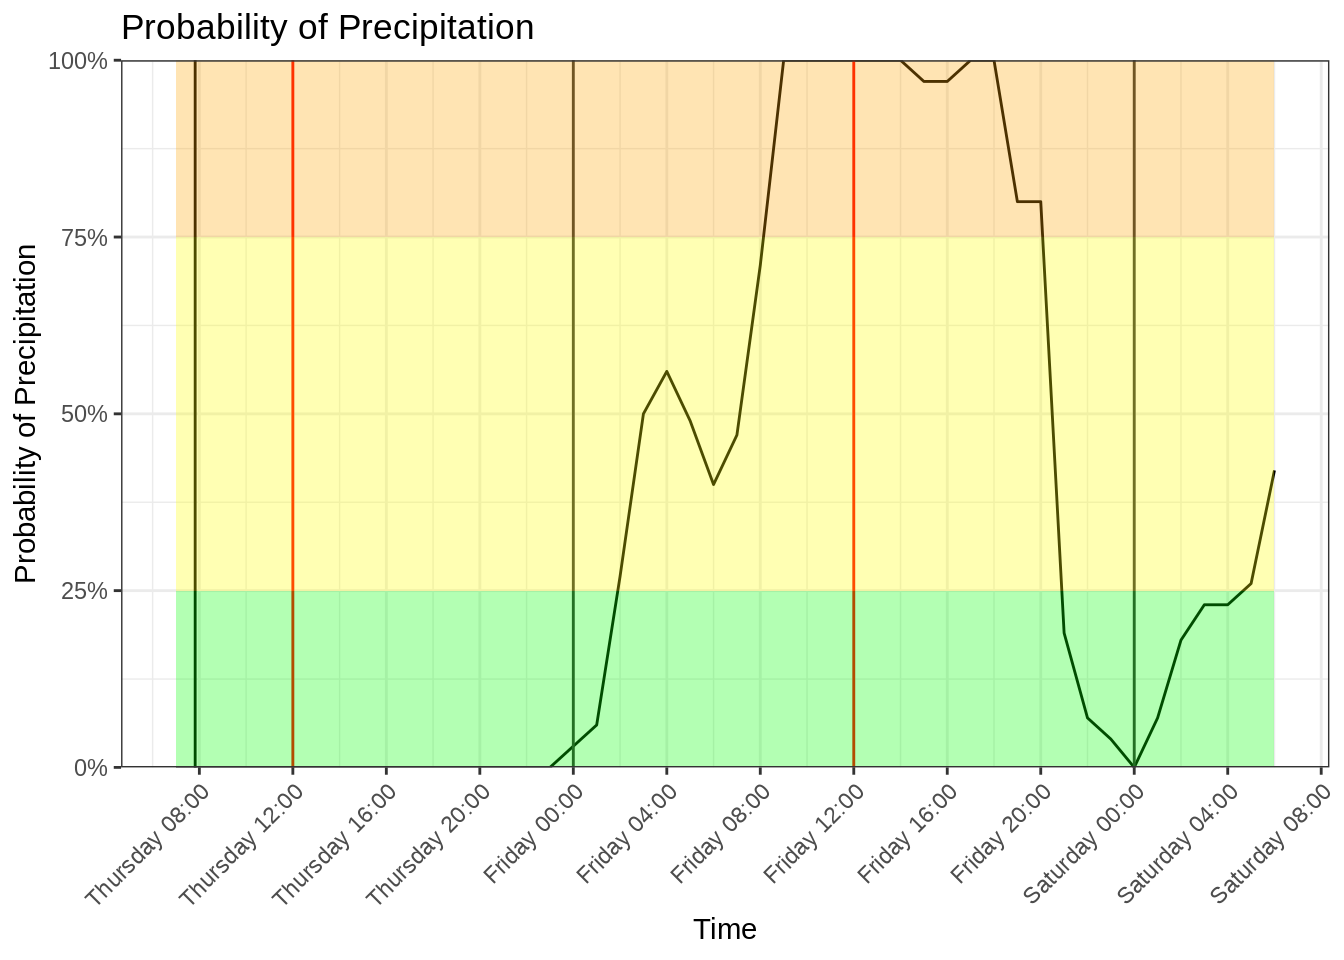 Probability of Precipitation
Probability of Precipitation
100%
75%
50%
25%
0%
Thursday 08:00
Thursday 12:00
Thursday 16:00
Thursday 20:00
Friday 00:00
Friday 04:00
Friday 08:00
Friday 12:00
Friday 16:00
Friday 20:00
Saturday 00:00
Saturday 04:00
Saturday 08:00
Time